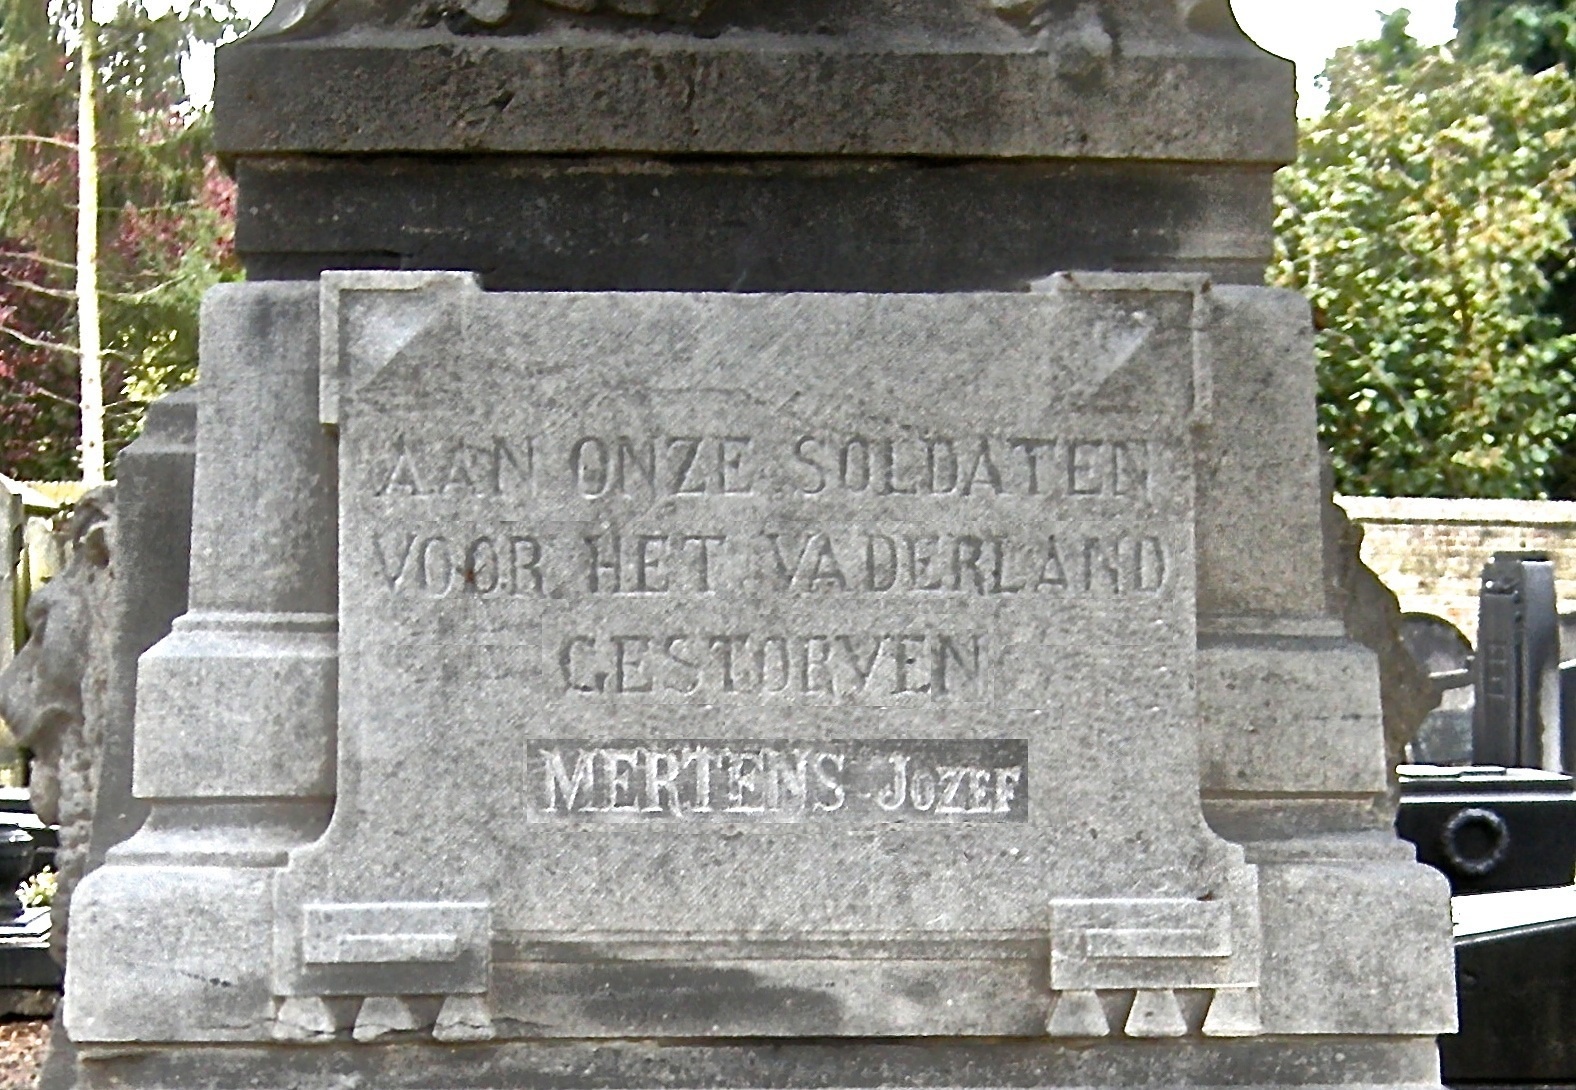 AAN ONZE SOLDATEN
VOOR HET VADERLAND
GESTORVEN
MERTENS JOZEF